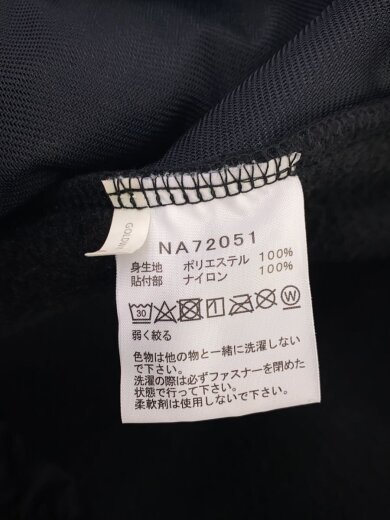 GOLDWI
NA72051
身生地 ポリエステル 100%
貼付部 ナイロン 100%
30 W
弱く絞る
色物は他の物と一緒に洗濯しない
で下さい。
洗濯の際は必ずファスナーを閉めた
状態で行って下さい。
柔軟剤は使用しないで下さい。